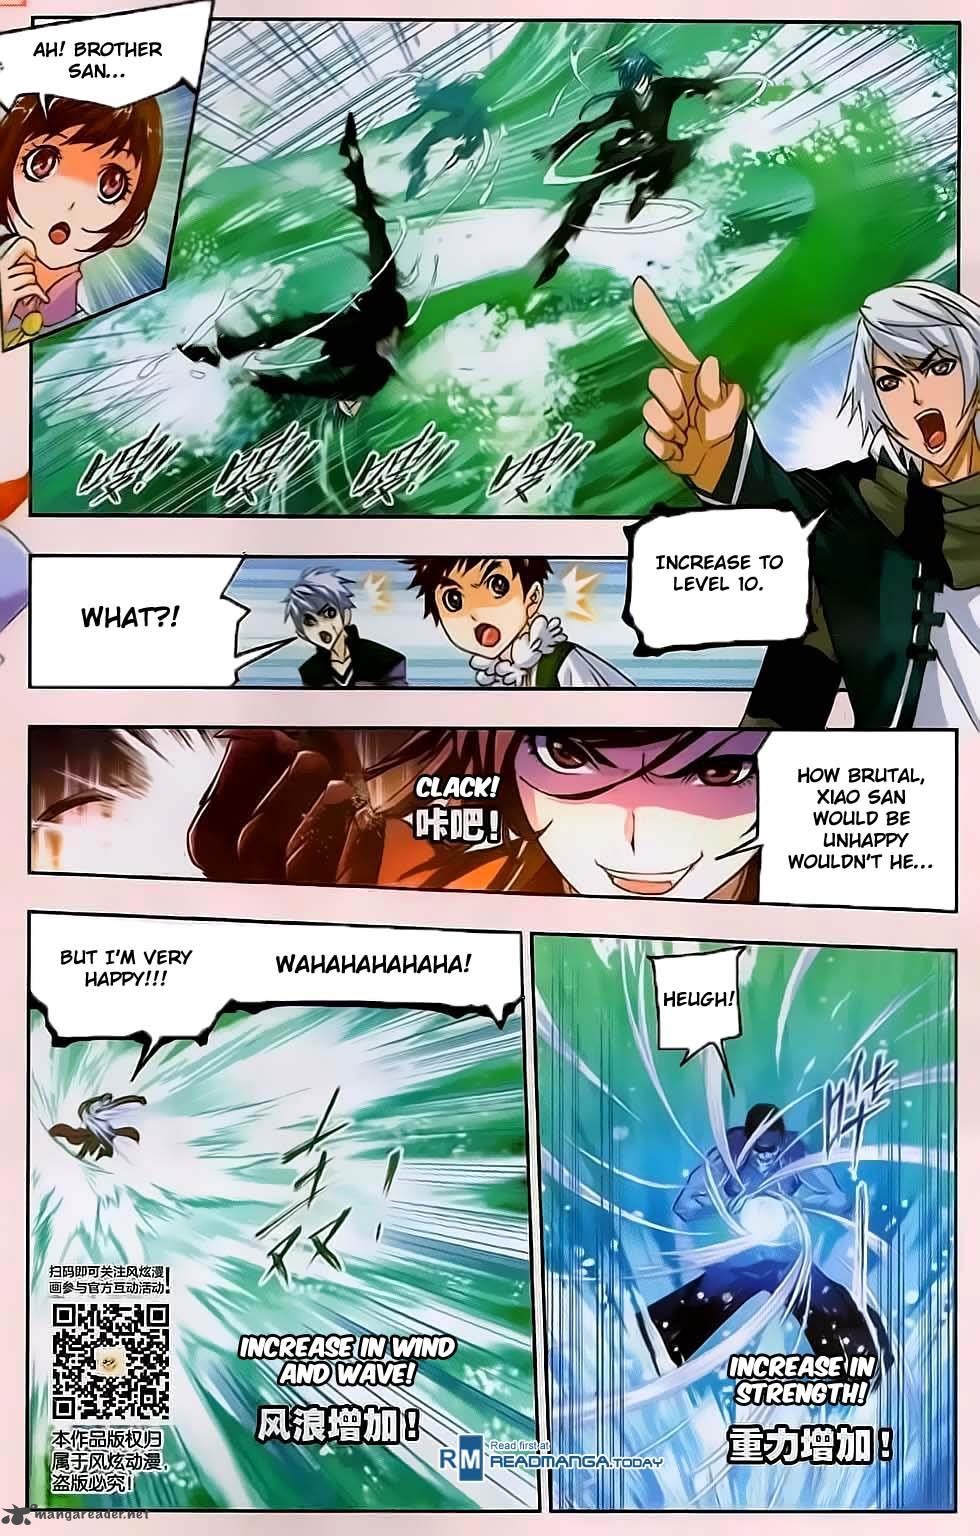 AH! BROTHER
SAN...
INCREASE TO
LEVEL 10.
WHAT?!
CLACK!
咔吧！
HOW BRUTAL,
XIAO SAN
WOULD BE
UNHAPPY
WOULDN'T HE...
BUT I'M VERY
HAPPY!!!
WAHAHAHAHAHA!
HEUGH!
扫码即可关注风炫漫
画参与官方互动活动！
本作品版权归
属于风炫动漫，
盗版必究！
INCREASE IN WIND
AND WAVE!
风浪增加！
INCREASE IN
STRENGTH!
重力增加！
RM
Read first at
READMANGA.TODAY
mangareader.net